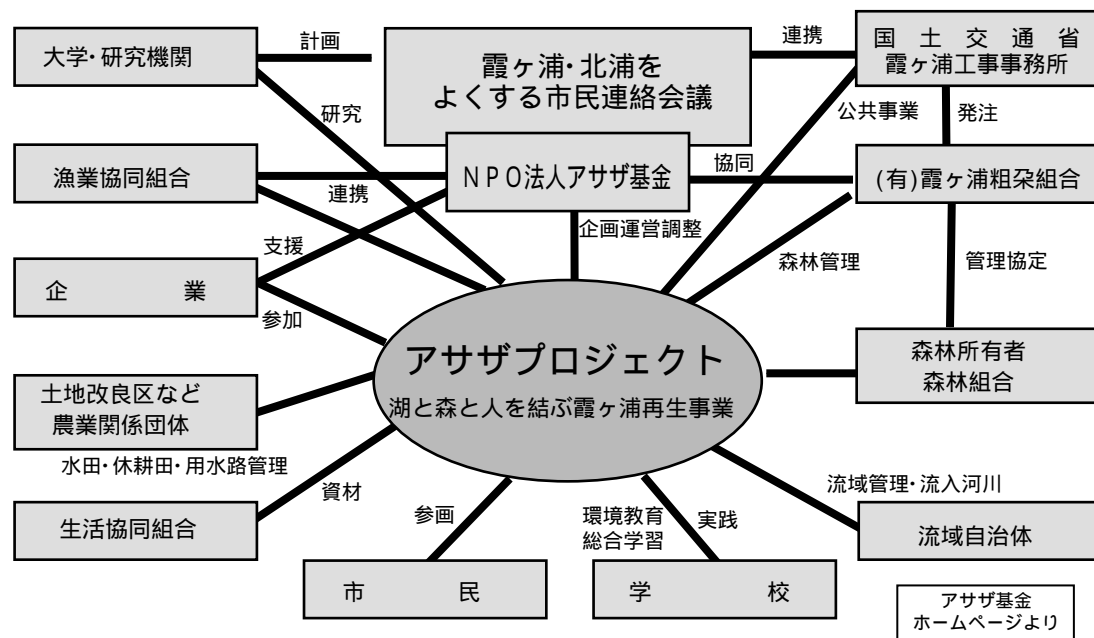 大学・研究機関
計画
霞ヶ浦・北浦を
よくする市民連絡会議
連携
国土交通省
霞ヶ浦工事事務所
研究
公共事業
発注
漁業協同組合
連携
NPO法人アサザ基金
協同
(有)霞ヶ浦粗朶組合
企画運営調整
支援
森林管理
管理協定
企業
参加
アサザプロジェクト
湖と森と人を結ぶ霞ヶ浦再生事業
森林所有者
森林組合
土地改良区など
農業関係団体
水田・休耕田・用水路管理
資材
流域管理・流入河川
生活協同組合
参画
環境教育
総合学習
実践
流域自治体
市民
学校
アサザ基金
ホームページより